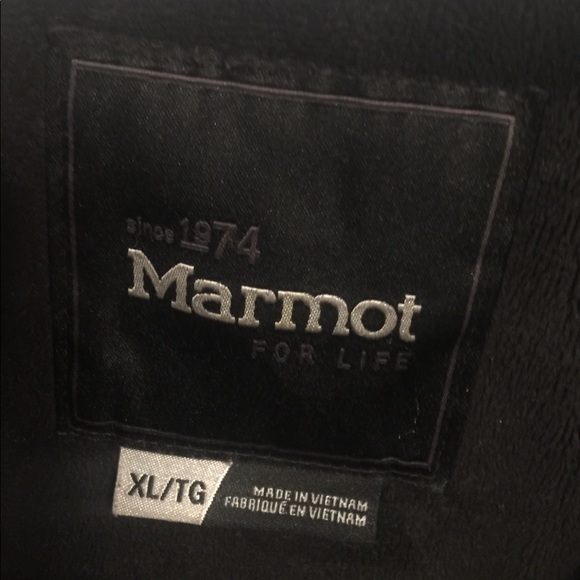 since 1974
Marmot
FOR LIFE
XL/TG
MADE IN VIETNAM
FABRIQUÉ EN VIETNAM